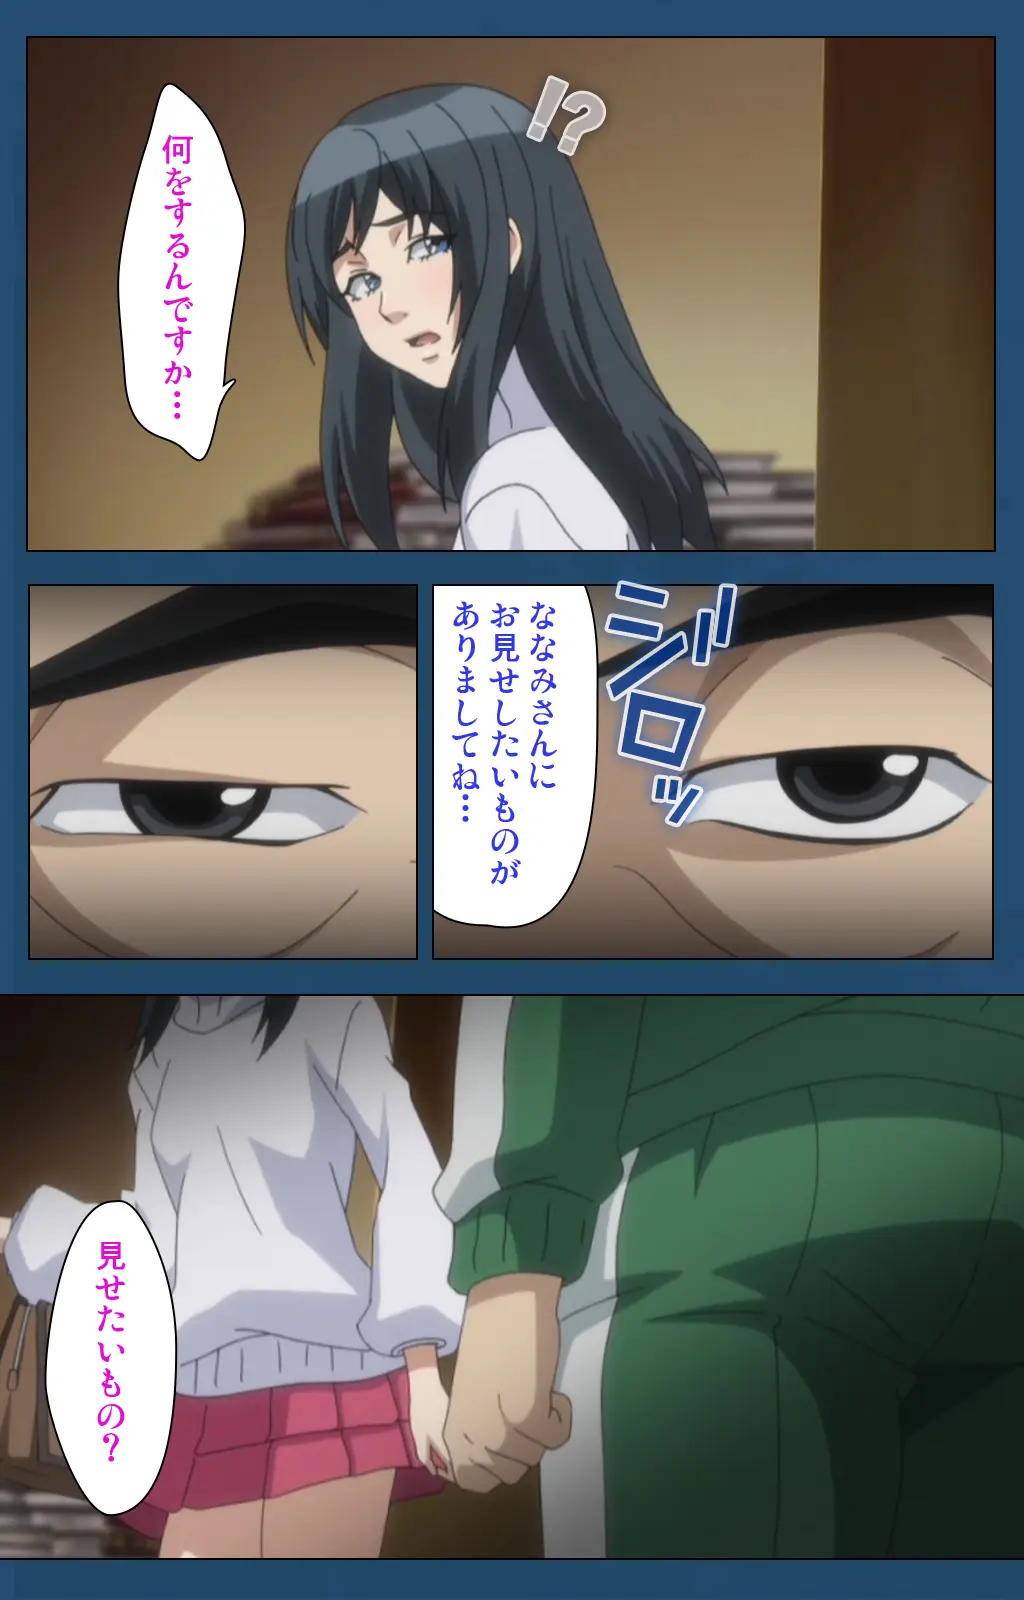 !?
何をするんですか…
ジロッ
ななみさんに
お見せしたいものが
ありましてね…
見せたいもの？